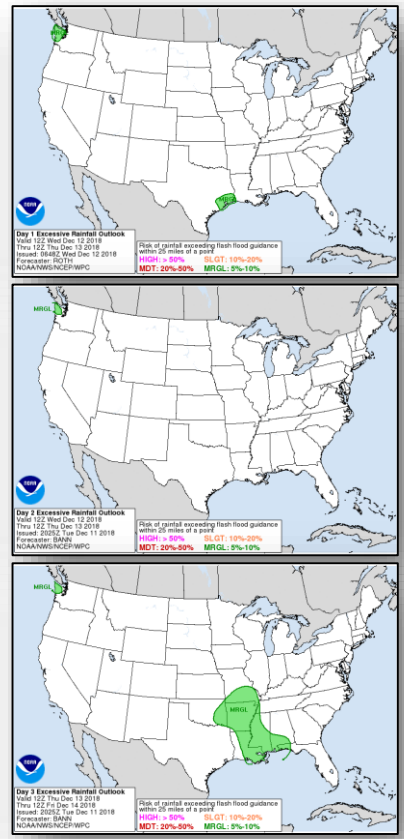 MRGL
MRGL
NOAA
Day 1 Excessive Rainfall Outlook
Valid 12Z Wed Dec 12 2018
Thru 12Z Thu Dec 13 2018
Issued: 0648Z Wed Dec 12 2018
Forecaster: ROTH
NOAA/NWS/NCEP/WPC
Risk of rainfall exceeding flash flood guidance
within 25 miles of a point
HIGH: > 50% SLGT: 10%-20%
MDT: 20%-50% MRGL: 5%-10%
MRGL
NOAA
Day 2 Excessive Rainfall Outlook
Valid 12Z Wed Dec 12 2018
Thru 12Z Thu Dec 13 2018
Issued: 2025Z Tue Dec 11 2018
Forecaster: BANN
NOAA/NWS/NCEP/WPC
Risk of rainfall exceeding flash flood guidance
within 25 miles of a point
HIGH: > 50% SLGT: 10%-20%
MDT: 20%-50% MRGL: 5%-10%
MRGL
MRGL
NOAA
Day 3 Excessive Rainfall Outlook
Valid 12Z Thu Dec 13 2018
Thru 12Z Fri Dec 14 2018
Issued: 2025Z Tue Dec 11 2018
Forecaster: BANN
NOAA/NWS/NCEP/WPC
Risk of rainfall exceeding flash flood guidance
within 25 miles of a point
HIGH: > 50% SLGT: 10%-20%
MDT: 20%-50% MRGL: 5%-10%